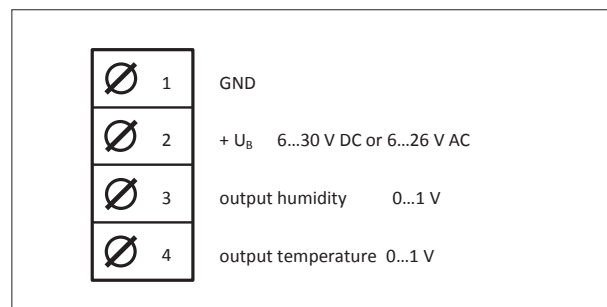 1 GND
2 + UB 6...30 V DC or 6...26 V AC
3 output humidity 0...1 V
4 output temperature 0...1 V